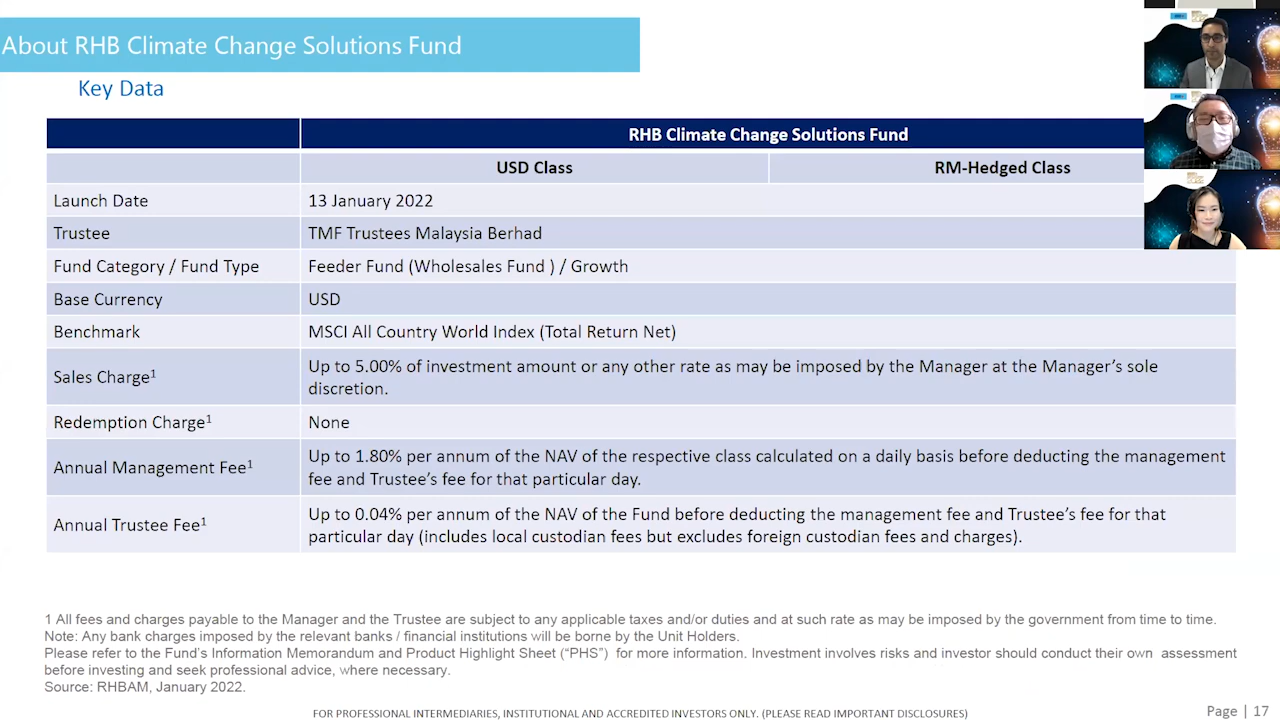 About RHB Climate Change Solutions Fund
Key Data
RHB Climate Change Solutions Fund
USD Class
RM-Hedged Class
Launch Date
13 January 2022
Trustee
TMF Trustees Malaysia Berhad
Fund Category / Fund Type
Feeder Fund (Wholesales Fund ) / Growth
Base Currency
USD
Benchmark
MSCI All Country World Index (Total Return Net)
Sales Charge1
Up to 5.00% of investment amount or any other rate as may be imposed by the Manager at the Manager’s sole
discretion.
Redemption Charge1
None
Annual Management Fee1
Up to 1.80% per annum of the NAV of the respective class calculated on a daily basis before deducting the management
fee and Trustee’s fee for that particular day.
Annual Trustee Fee1
Up to 0.04% per annum of the NAV of the Fund before deducting the management fee and Trustee’s fee for that
particular day (includes local custodian fees but excludes foreign custodian fees and charges).
1 All fees and charges payable to the Manager and the Trustee are subject to any applicable taxes and/or duties and at such rate as may be imposed by the government from time to time.
Note: Any bank charges imposed by the relevant banks / financial institutions will be borne by the Unit Holders.
Please refer to the Fund’s Information Memorandum and Product Highlight Sheet (“PHS”) for more information. Investment involves risks and investor should conduct their own assessment
before investing and seek professional advice, where necessary.
Source: RHBAM, January 2022.
FOR PROFESSIONAL INTERMEDIARIES, INSTITUTIONAL AND ACCREDITED INVESTORS ONLY. (PLEASE READ IMPORTANT DISCLOSURES)
Page | 17